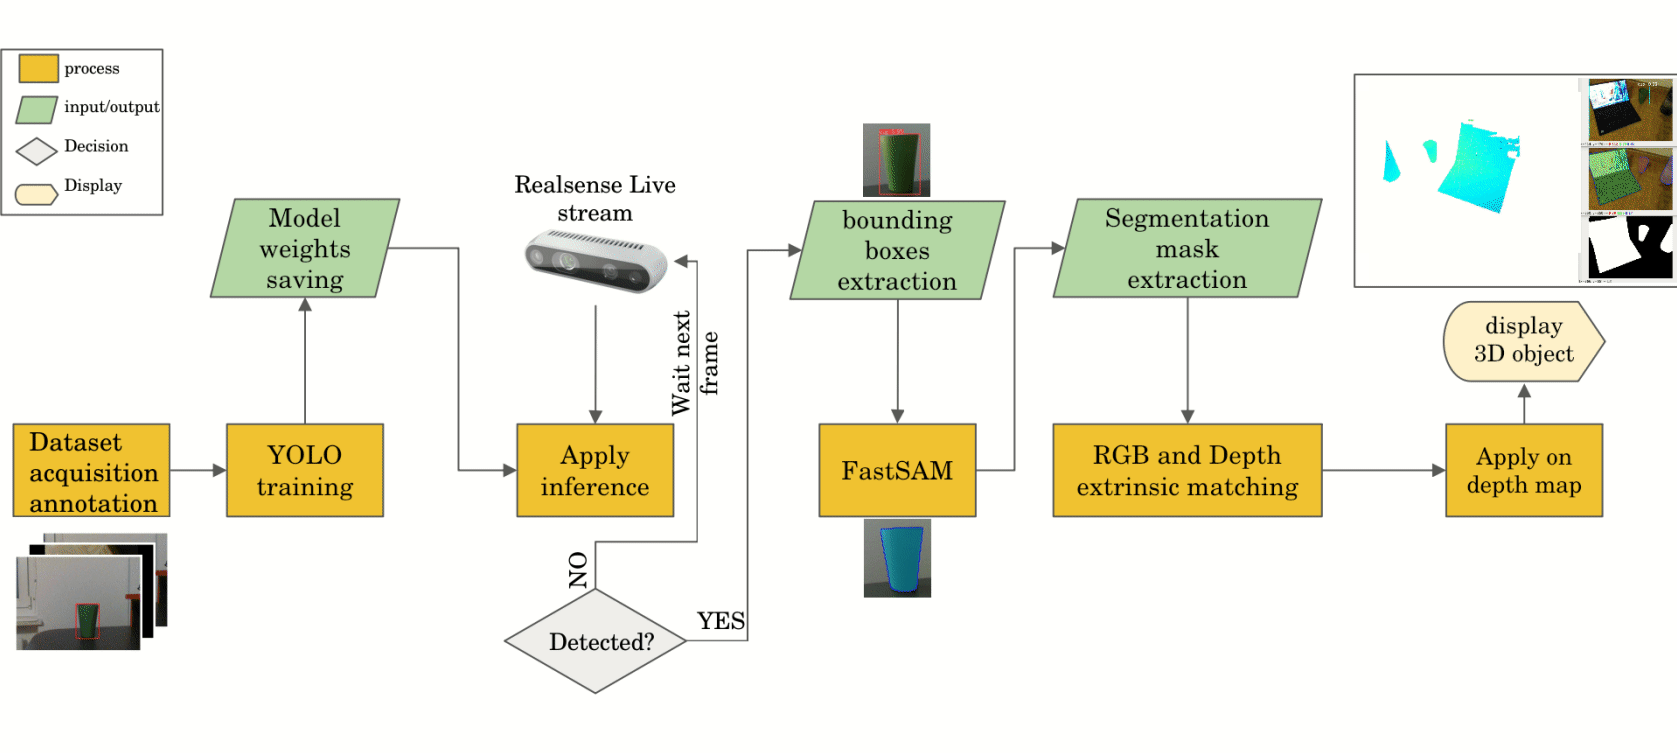 process
input/output
Decision
Display
Model
weights
saving
Realsense Live
stream
bounding
boxes
extraction
Segmentation
mask
extraction
display
3D object
Wait next
frame
Dataset
acquisition
annotation
YOLO
training
Apply
inference
FastSAM
RGB and Depth
extrinsic matching
Apply on
depth map
NO
YES
Detected?